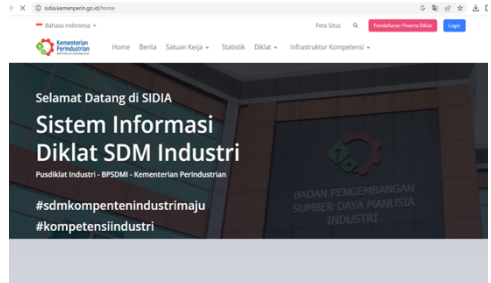 sidia.kemenperin.go.id/home
Bahasa Indonesia
Peta Situs
Pendaftaran Peserta Diklat
Login
Kementerian
Perindustrian
Home Berita Satuan Kerja Statistik Diklat Infrastruktur Kompetensi
Selamat Datang di SIDIA
Sistem Informasi
Diklat SDM Industri
Pusdiklat Industri - BPSDMI - Kementerian Perindustrian
#sdmkompentenindustrimaju
#kompetensiindustri
BADAN PENGEMBANGAN
SUMBER DAYA MANUSIA
INDUSTRI